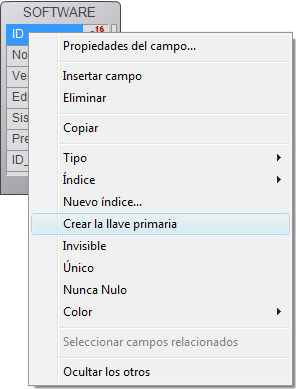 SOFTWARE
ID
-16
No
Propiedades del campo...
Ve
Insertar campo
Ed
Eliminar
Sis
Copiar
Pre
Tipo
ID_
Índice
Nuevo índice...
Crear la llave primaria
Invisible
Único
Nunca Nulo
Color
Seleccionar campos relacionados
Ocultar los otros